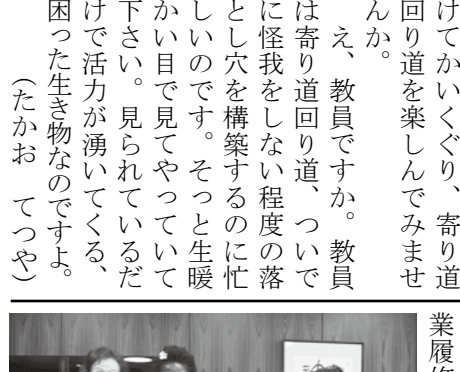 けてかいくぐり、寄り道
回り道を楽しんでみませ
んか。
　え、教員ですか。教員
は寄り道回り道、ついで
に怪我をしない程度の落
とし穴を構築するのに忙
しいのです。そっと生暖
かい目で見てやっていて
下さい。見られているだ
けで活力が湧いてくる、
困った生き物なのですよ。
（たかお　てつや）
業履修